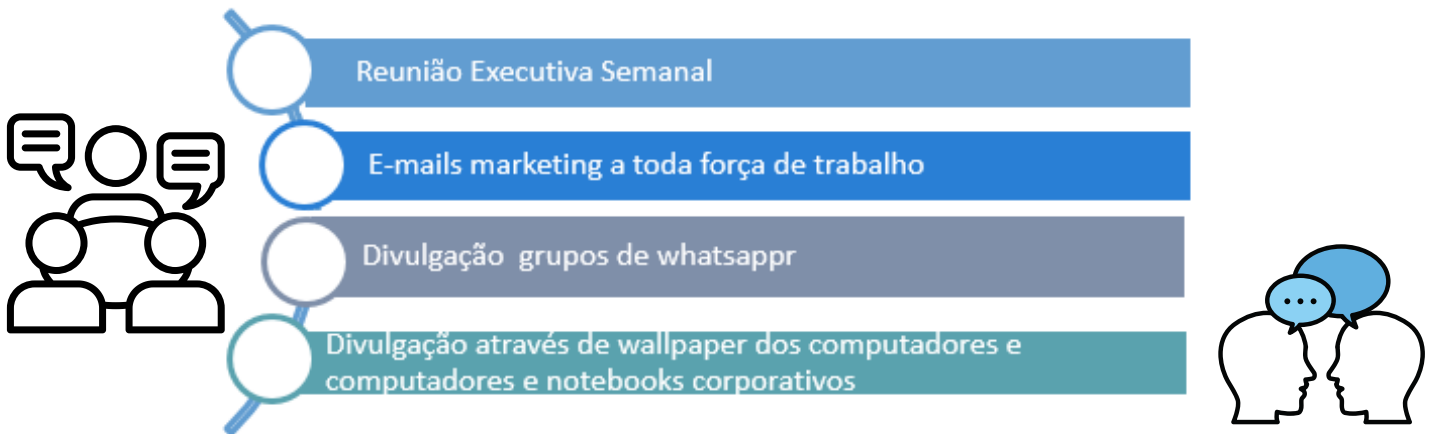 Reunião Executiva Semanal
E-mails marketing a toda força de trabalho
Divulgação  grupos de whatsappr
Divulgação através de wallpaper dos computadores e
computadores e notebooks corporativos